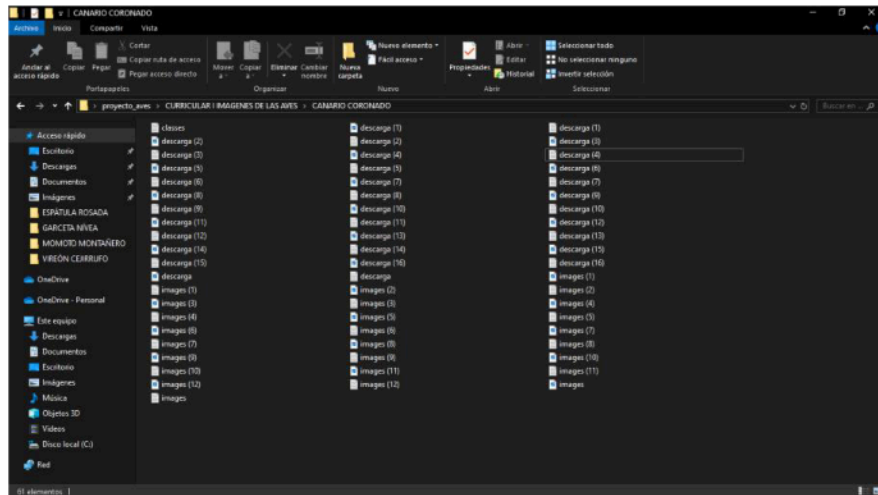 CANARIO CORONADO
Archivo Inicio Compartir Vista
Anclar al acceso rápido
Copiar
Pegar
Cortar
Copiar ruta de acceso
Pegar acceso directo
Portapapeles
Mover a
Copiar a
Eliminar
Cambiar nombre
Organizar
Nueva carpeta
Nuevo elemento
Fácil acceso
Nuevo
Propiedades
Abrir
Editar
Historial
Abrir
Seleccionar todo
No seleccionar ninguno
Invertir selección
Seleccionar
proyecto_aves > CURRICULAR I IMAGENES DE LAS AVES > CANARIO CORONADO
Buscar en ...
Acceso rápido
Escritorio
Descargas
Documentos
Imágenes
ESPÁTULA ROSADA
GARCETA NÍVEA
MOMOTO MONTAÑERO
VIREÓN CEJIRRUFO
OneDrive
OneDrive - Personal
Este equipo
Descargas
Documentos
Escritorio
Imágenes
Música
Objetos 3D
Videos
Disco local (C:)
Red
classes descarga (1) descarga (1)
descarga (2) descarga (2) descarga (3)
descarga (3) descarga (4) descarga (4)
descarga (5) descarga (5) descarga (6)
descarga (6) descarga (7) descarga (7)
descarga (8) descarga (8) descarga (9)
descarga (9) descarga (10) descarga (10)
descarga (11) descarga (11) descarga (12)
descarga (12) descarga (13) descarga (13)
descarga (14) descarga (14) descarga (15)
descarga (15) descarga (16) descarga (16)
descarga descarga images (1)
images (1) images (2) images (2)
images (3) images (3) images (4)
images (4) images (5) images (5)
images (6) images (6) images (7)
images (7) images (8) images (8)
images (9) images (9) images (10)
images (10) images (11) images (11)
images (12) images (12) images
images
61 elementos